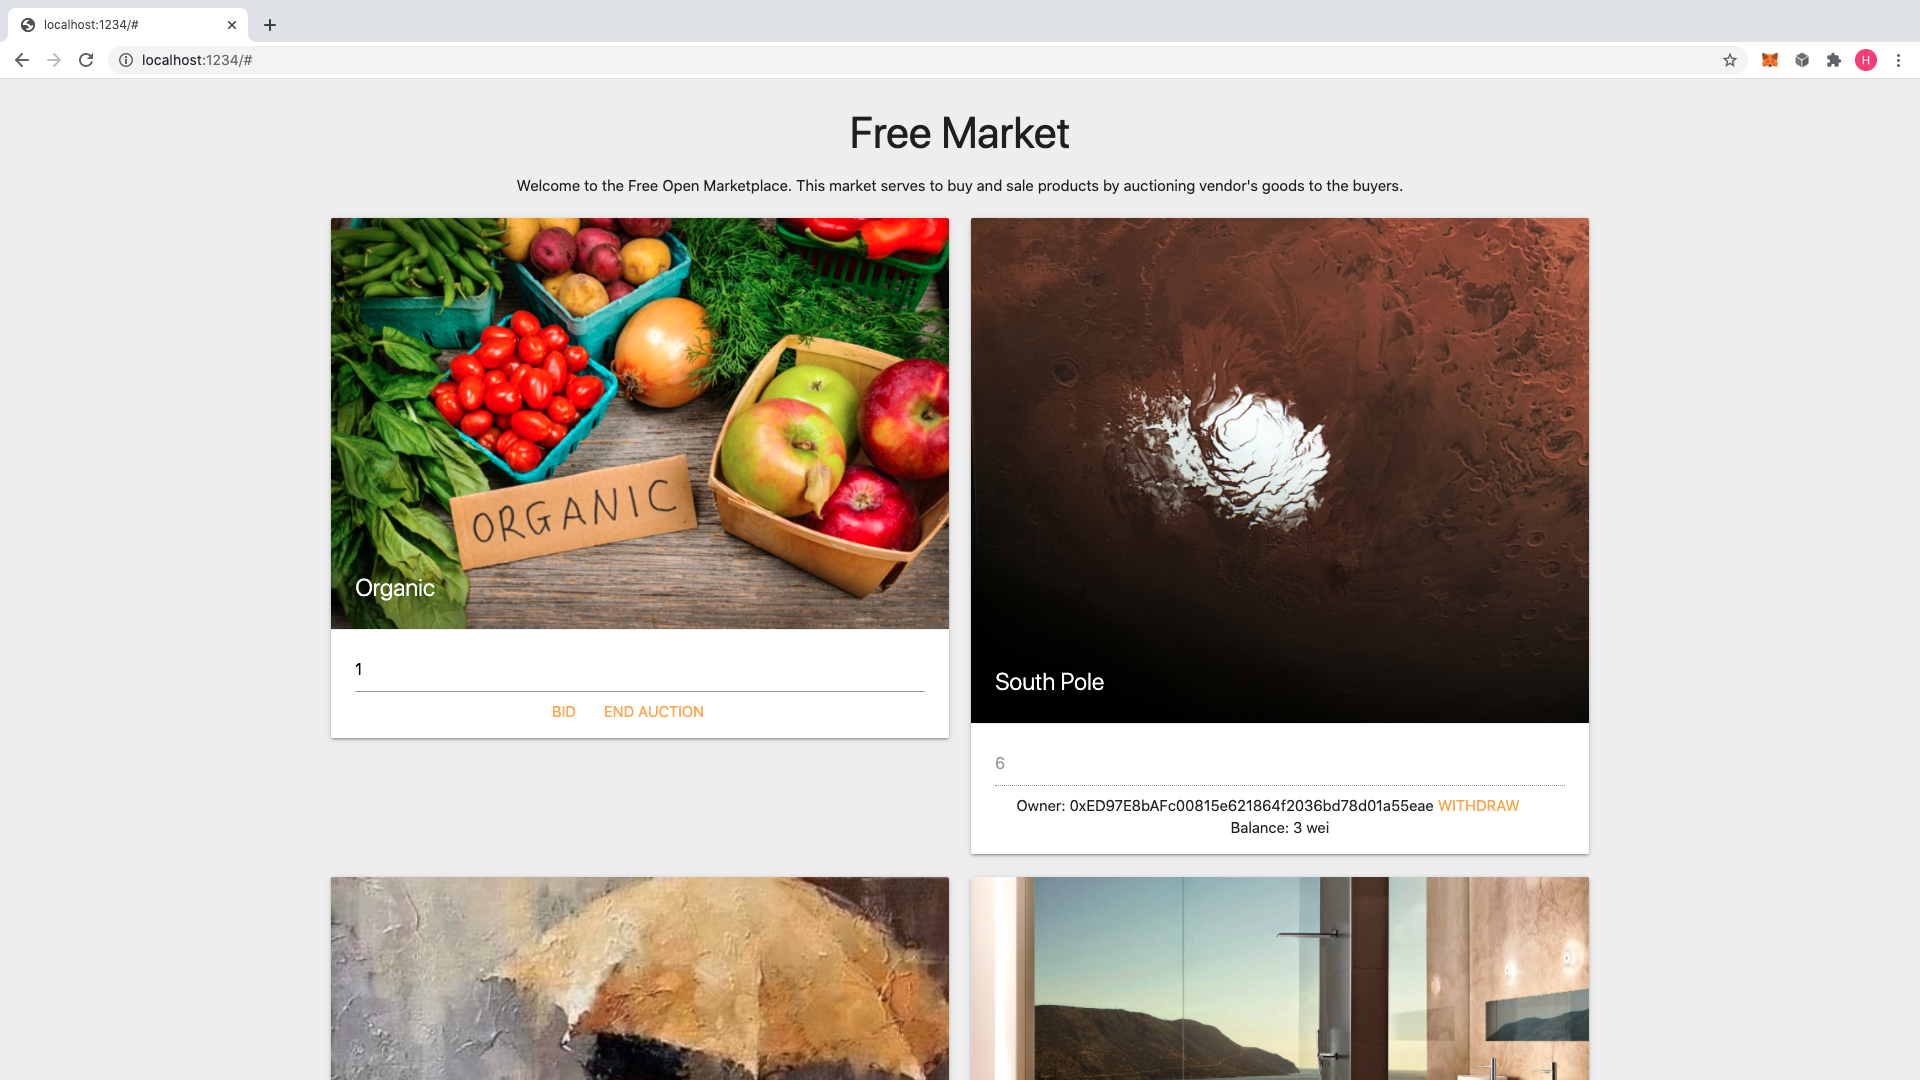 localhost:1234/#
localhost:1234/#
H
Free Market
Welcome to the Free Open Marketplace. This market serves to buy and sale products by auctioning vendor's goods to the buyers.
ORGANIC
Organic
1
BID END AUCTION
South Pole
6
Owner: 0xED97E8bAFc00815e621864f2036bd78d01a55eae WITHDRAW
Balance: 3 wei